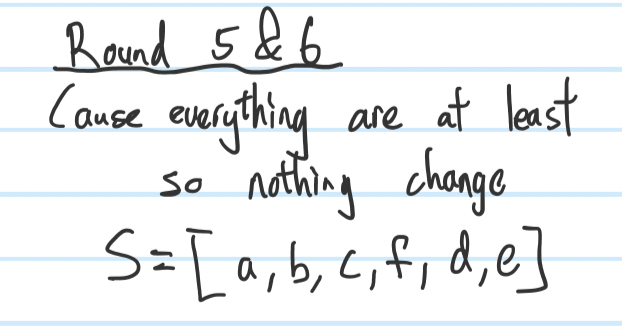 Round 5 & 6
Cause everything are at least
so nothing change
S=[a,b,c,f,d,e]